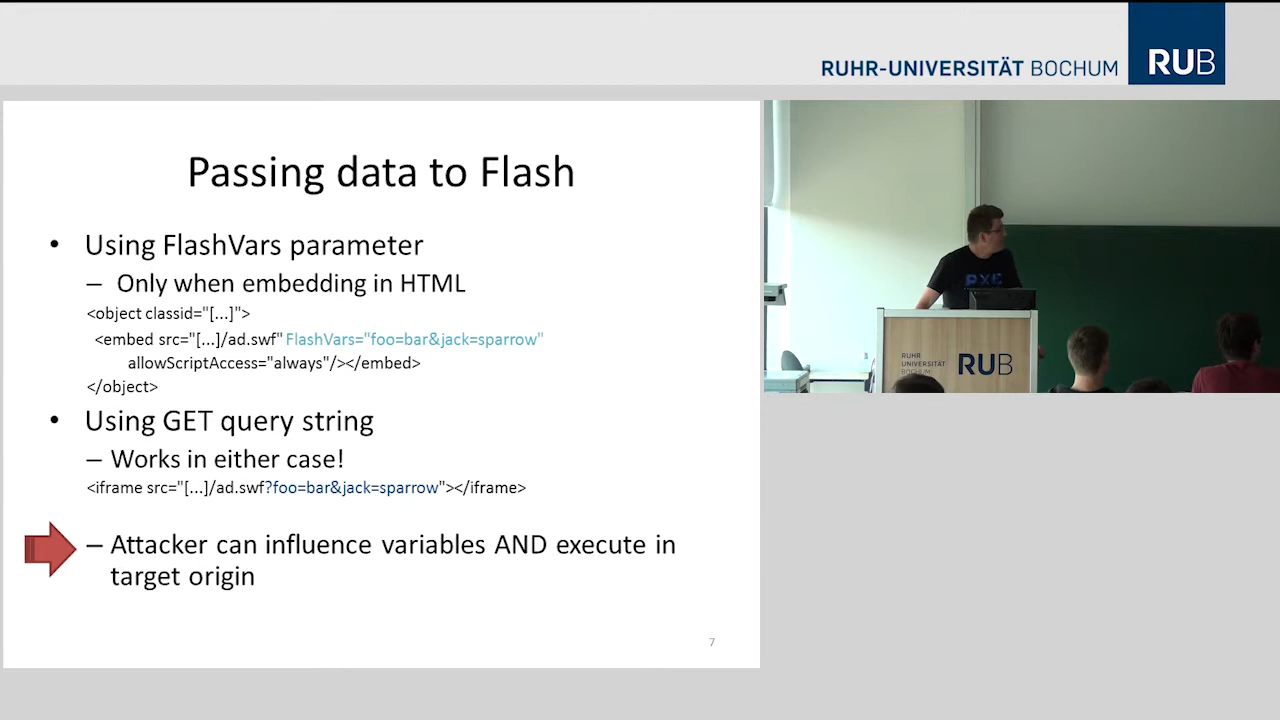 RUHR-UNIVERSITÄT BOCHUM
RUB
Passing data to Flash
• Using FlashVars parameter
– Only when embedding in HTML
<object classid="[...]">
<embed src="[...]/ad.swf" FlashVars="foo=bar&jack=sparrow"
allowScriptAccess="always"/></embed>
</object>
• Using GET query string
– Works in either case!
<iframe src="[...]/ad.swf?foo=bar&jack=sparrow"></iframe>
– Attacker can influence variables AND execute in
target origin
7
RUHR
UNIVERSITÄT
BOCHUM
RUB